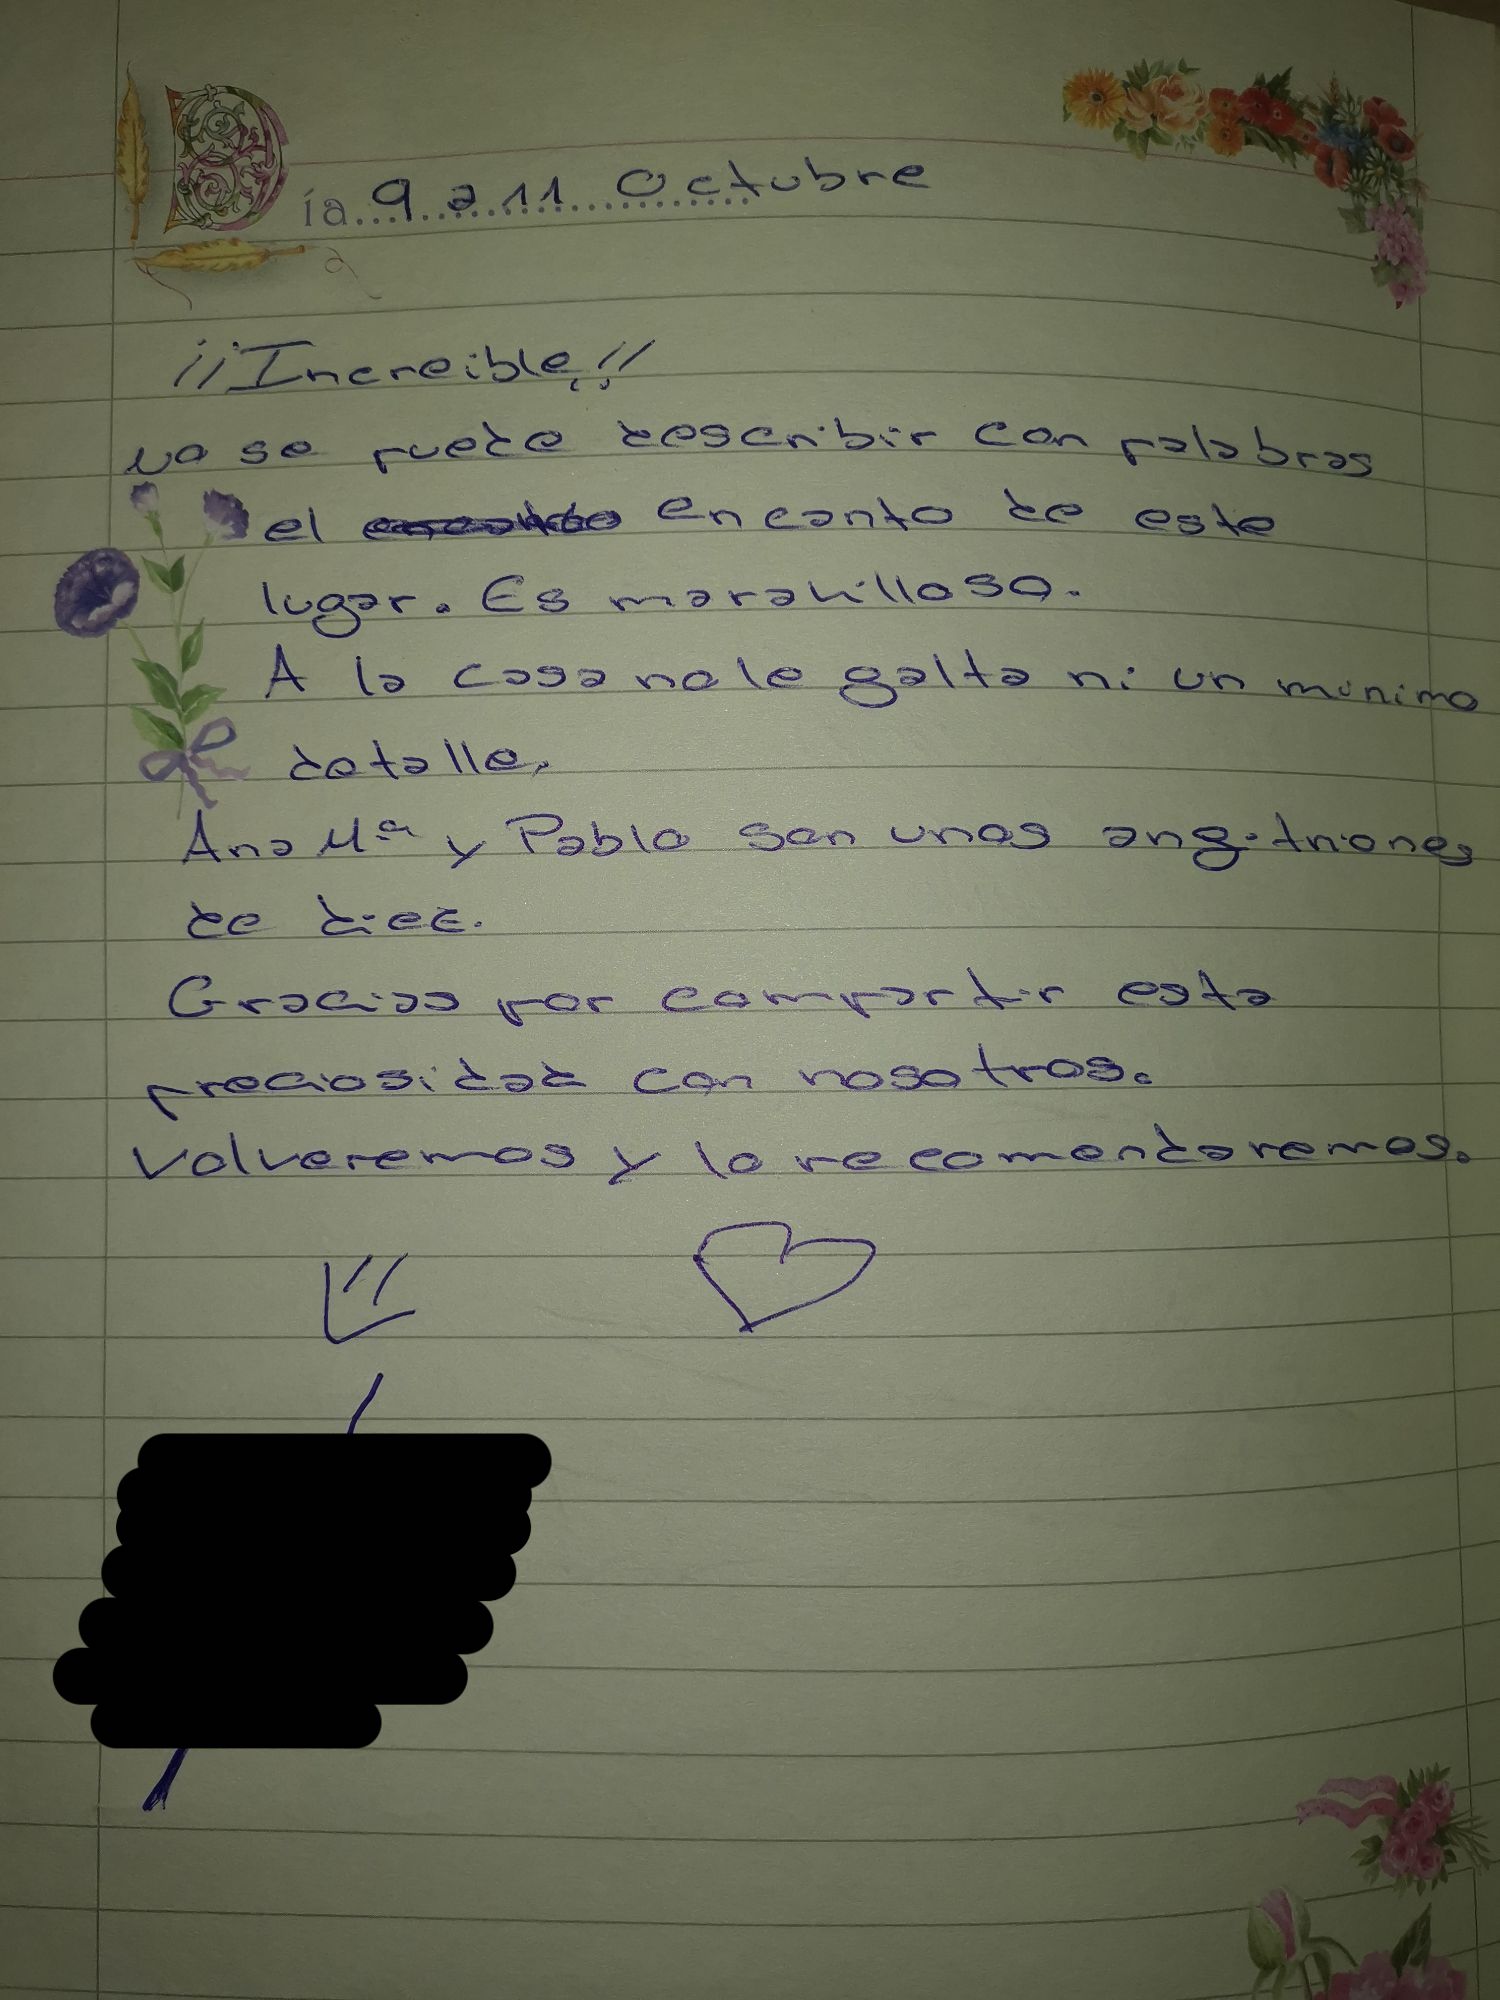 Día 9 a 11 Octubre
¡¡Increible!!
no se puede describir con palabras
el encanto de este
lugar. Es maravilloso.
A la casa no le falta ni un minimo
detalle.
Ana Mª y Pablo son unos anfitriones
de diez.
Gracias por compartir esta
preciosidad con nosotros.
Volveremos y lo recomendaremos.